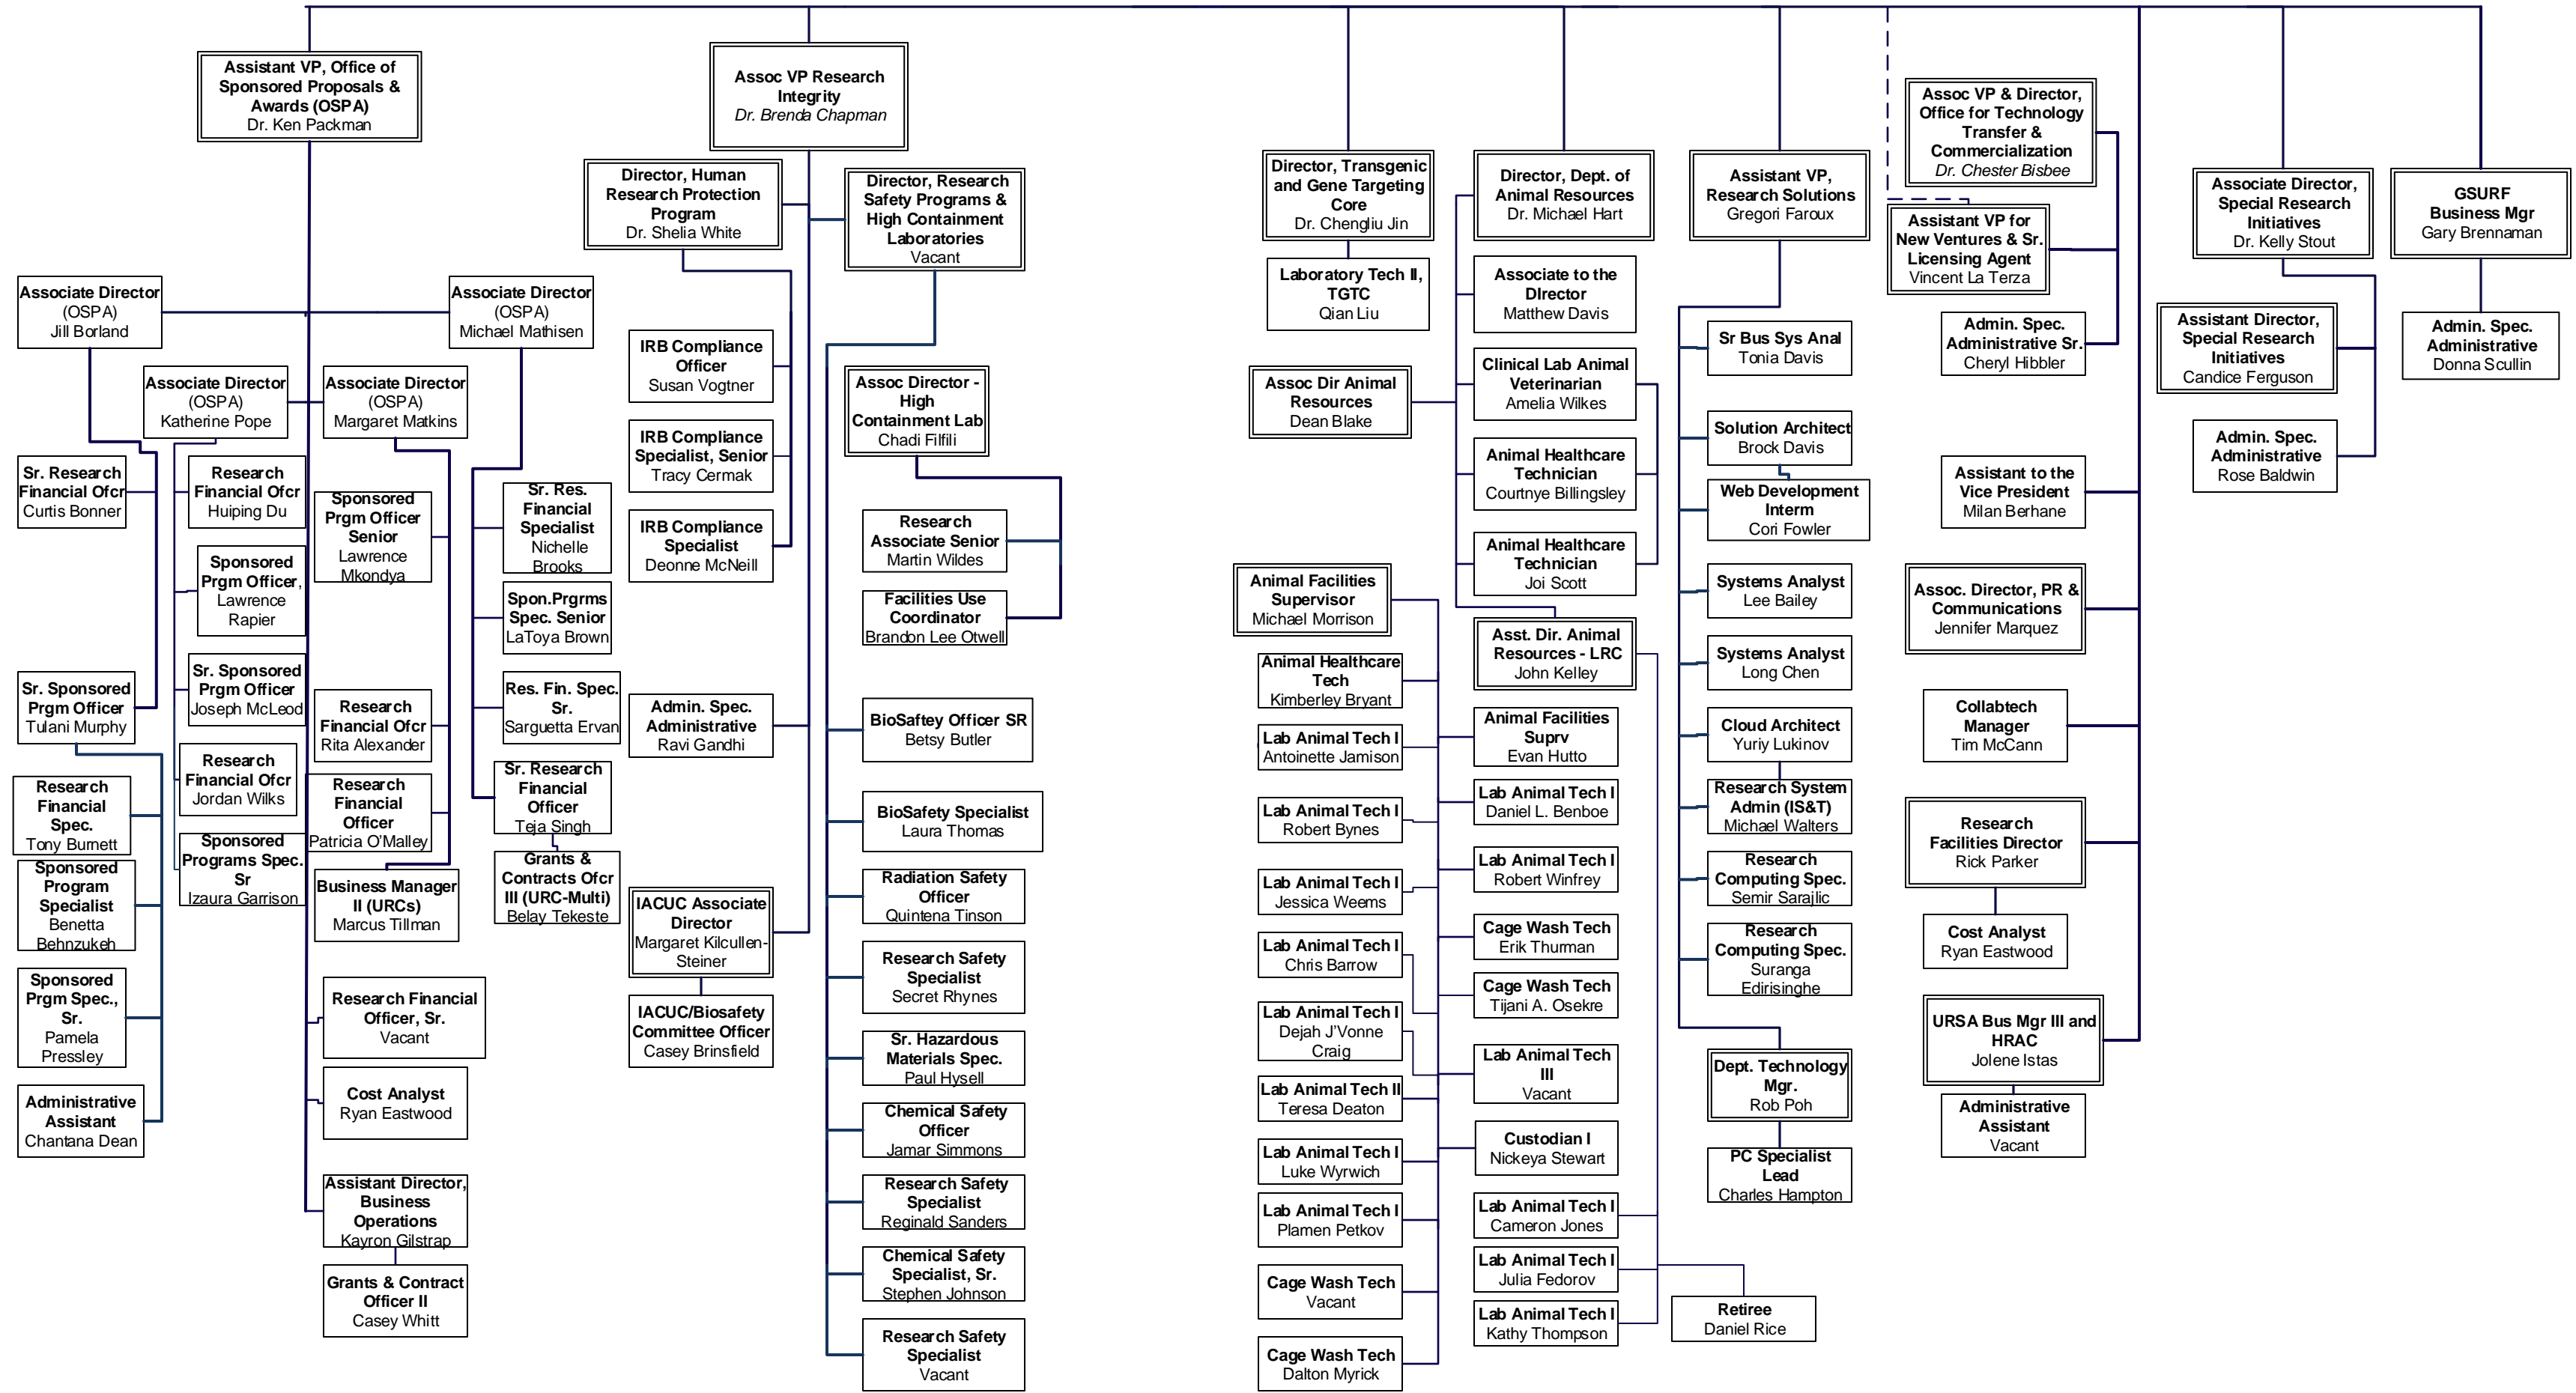 Assistant VP, Office of
Sponsored Proposals &
Awards (OSPA)
Dr. Ken Packman
Associate Director
(OSPA)
Jill Borland
Associate Director
(OSPA)
Michael Mathisen
Associate Director
(OSPA)
Katherine Pope
Associate Director
(OSPA)
Margaret Matkins
Sr. Research
Financial Ofcr
Curtis Bonner
Sr. Sponsored
Prgm Officer
Tulani Murphy
Research
Financial
Spec.
Tony Burnett
Sponsored
Program
Specialist
Benetta
Behnzukeh
Sponsored
Prgm Spec.,
Sr.
Pamela
Pressley
Administrative
Assistant
Chantana Dean
Research
Financial Ofcr
Huiping Du
Sponsored
Prgm Officer,
Lawrence
Rapier
Sr. Sponsored
Prgm Officer
Joseph McLeod
Research
Financial Ofcr
Jordan Wilks
Sponsored
Programs Spec.
Sr
Izaura Garrison
Sponsored
Prgm Officer
Senior
Lawrence
Mkondya
Research
Financial Ofcr
Rita Alexander
Research
Financial
Officer
Patricia O'Malley
Business Manager
II (URCs)
Marcus Tillman
Research Financial
Officer, Sr.
Vacant
Cost Analyst
Ryan Eastwood
Assistant Director,
Business
Operations
Kayron Gilstrap
Grants & Contract
Officer II
Casey Whitt
Sr. Res.
Financial
Specialist
Nichelle
Brooks
Spon.Prgrms
Spec. Senior
LaToya Brown
Res. Fin. Spec.
Sr.
Sarguetta Ervan
Sr. Research
Financial
Officer
Teja Singh
Grants &
Contracts Ofcr
III (URC-Multi)
Belay Tekeste
Assoc VP Research
Integrity
Dr. Brenda Chapman
Director, Human
Research Protection
Program
Dr. Shelia White
IRB Compliance
Officer
Susan Vogtner
IRB Compliance
Specialist, Senior
Tracy Cermak
IRB Compliance
Specialist
Deonne McNeill
Admin. Spec.
Administrative
Ravi Gandhi
IACUC Associate
Director
Margaret Kilcullen-
Steiner
IACUC/Biosafety
Committee Officer
Casey Brinsfield
Director, Research
Safety Programs &
High Containment
Laboratories
Vacant
Assoc Director -
High
Containment Lab
Chadi Filfili
Research
Associate Senior
Martin Wildes
Facilities Use
Coordinator
Brandon Lee Otwell
BioSaftey Officer SR
Betsy Butler
BioSafety Specialist
Laura Thomas
Radiation Safety
Officer
Quintena Tinson
Research Safety
Specialist
Secret Rhynes
Sr. Hazardous
Materials Spec.
Paul Hysell
Chemical Safety
Officer
Jamar Simmons
Research Safety
Specialist
Reginald Sanders
Chemical Safety
Specialist, Sr.
Stephen Johnson
Research Safety
Specialist
Vacant
Director, Transgenic
and Gene Targeting
Core
Dr. Chengliu Jin
Laboratory Tech II,
TGTC
Qian Liu
Director, Dept. of
Animal Resources
Dr. Michael Hart
Associate to the
DIrector
Matthew Davis
Assoc Dir Animal
Resources
Dean Blake
Clinical Lab Animal
Veterinarian
Amelia Wilkes
Animal Healthcare
Technician
Courtnye Billingsley
Animal Healthcare
Technician
Joi Scott
Animal Facilities
Supervisor
Michael Morrison
Animal Healthcare
Tech
Kimberley Bryant
Lab Animal Tech I
Antoinette Jamison
Lab Animal Tech I
Robert Bynes
Lab Animal Tech I
Jessica Weems
Lab Animal Tech I
Chris Barrow
Lab Animal Tech I
Dejah J'Vonne
Craig
Lab Animal Tech II
Teresa Deaton
Lab Animal Tech I
Luke Wyrwich
Lab Animal Tech I
Plamen Petkov
Cage Wash Tech
Vacant
Cage Wash Tech
Dalton Myrick
Asst. Dir. Animal
Resources - LRC
John Kelley
Animal Facilities
Suprv
Evan Hutto
Lab Animal Tech I
Daniel L. Benboe
Lab Animal Tech I
Robert Winfrey
Cage Wash Tech
Erik Thurman
Cage Wash Tech
Tijani A. Osekre
Lab Animal Tech
III
Vacant
Custodian I
Nickeya Stewart
Lab Animal Tech I
Cameron Jones
Lab Animal Tech I
Julia Fedorov
Lab Animal Tech I
Kathy Thompson
Retiree
Daniel Rice
Assistant VP,
Research Solutions
Gregori Faroux
Sr Bus Sys Anal
Tonia Davis
Solution Architect
Brock Davis
Web Development
Interm
Cori Fowler
Systems Analyst
Lee Bailey
Systems Analyst
Long Chen
Cloud Architect
Yuriy Lukinov
Research System
Admin (IS&T)
Michael Walters
Research
Computing Spec.
Semir Sarajlic
Research
Computing Spec.
Suranga
Edirisinghe
Dept. Technology
Mgr.
Rob Poh
PC Specialist
Lead
Charles Hampton
Assoc VP & Director,
Office for Technology
Transfer &
Commercialization
Dr. Chester Bisbee
Assistant VP for
New Ventures & Sr.
Licensing Agent
Vincent La Terza
Admin. Spec.
Administrative Sr.
Cheryl Hibbler
Assistant to the
Vice President
Milan Berhane
Assoc. Director, PR &
Communications
Jennifer Marquez
Collabtech
Manager
Tim McCann
Research
Facilities Director
Rick Parker
Cost Analyst
Ryan Eastwood
URSA Bus Mgr III and
HRAC
Jolene Istas
Administrative
Assistant
Vacant
Associate Director,
Special Research
Initiatives
Dr. Kelly Stout
Assistant Director,
Special Research
Initiatives
Candice Ferguson
Admin. Spec.
Administrative
Rose Baldwin
GSURF
Business Mgr
Gary Brennaman
Admin. Spec.
Administrative
Donna Scullin